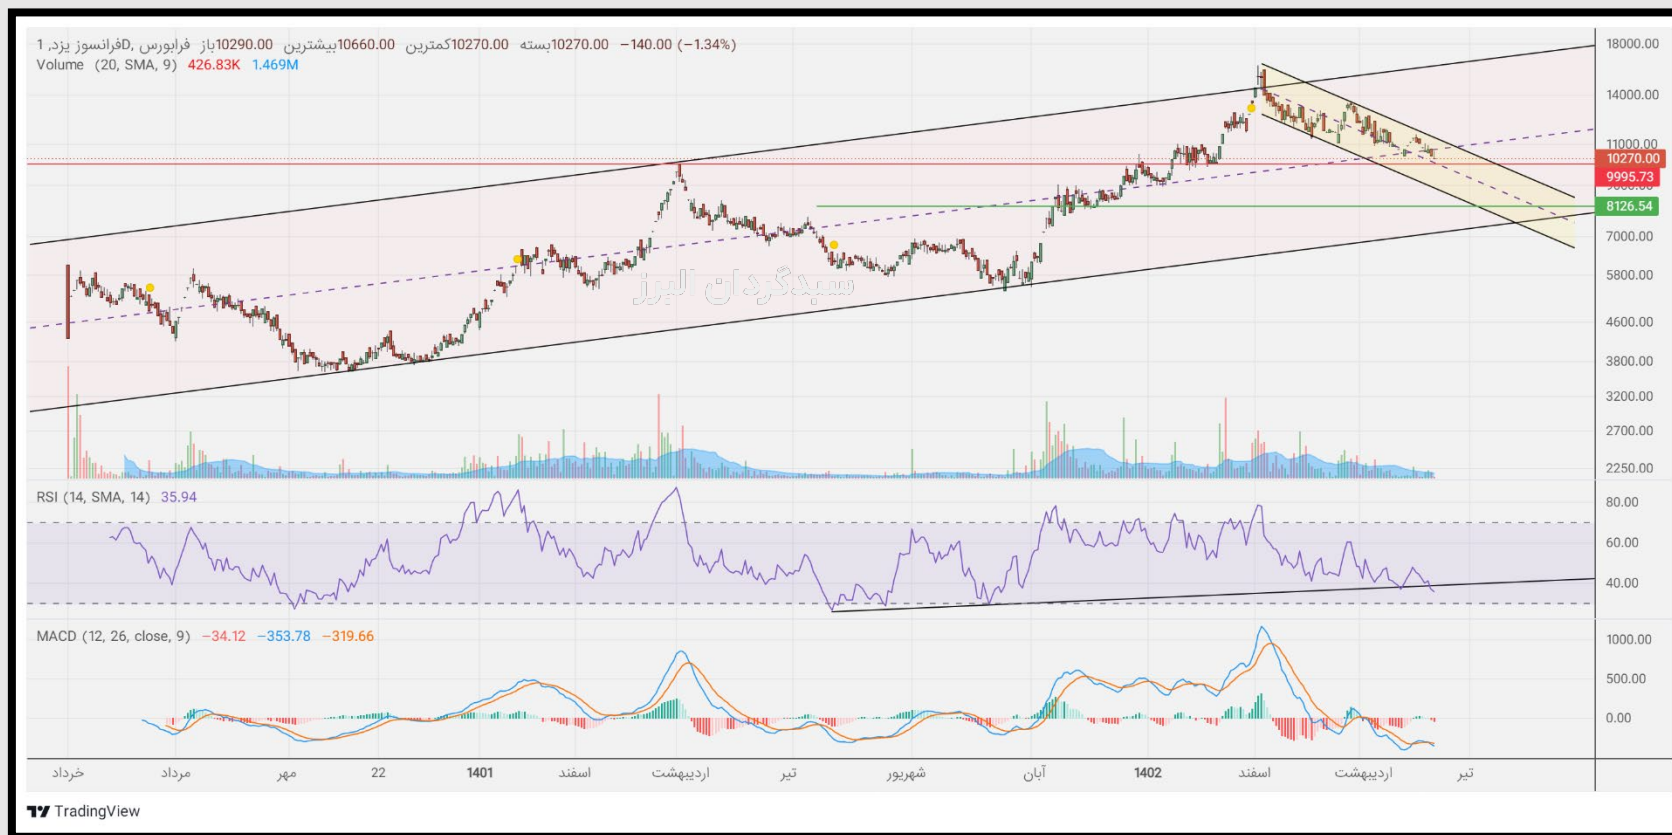 فرانسوز یزد, 1D, فرابورس باز10290.00 بیشترین10660.00 کمترین10270.00 بسته10270.00 −140.00 (−1.34%)
Volume (20, SMA, 9) 426.83K 1.469M
18000.00
14000.00
11000.00
10270.00
9995.73
9000.00
8126.54
7000.00
5800.00
4600.00
3800.00
3200.00
2700.00
2250.00
سبدگردان البرز
RSI (14, SMA, 14) 35.94
80.00
60.00
40.00
MACD (12, 26, close, 9) −34.12 −353.78 −319.66
1000.00
500.00
0.00
خرداد مرداد مهر 22 1401 اسفند اردیبهشت تیر شهریور آبان 1402 اسفند اردیبهشت تیر
TradingView